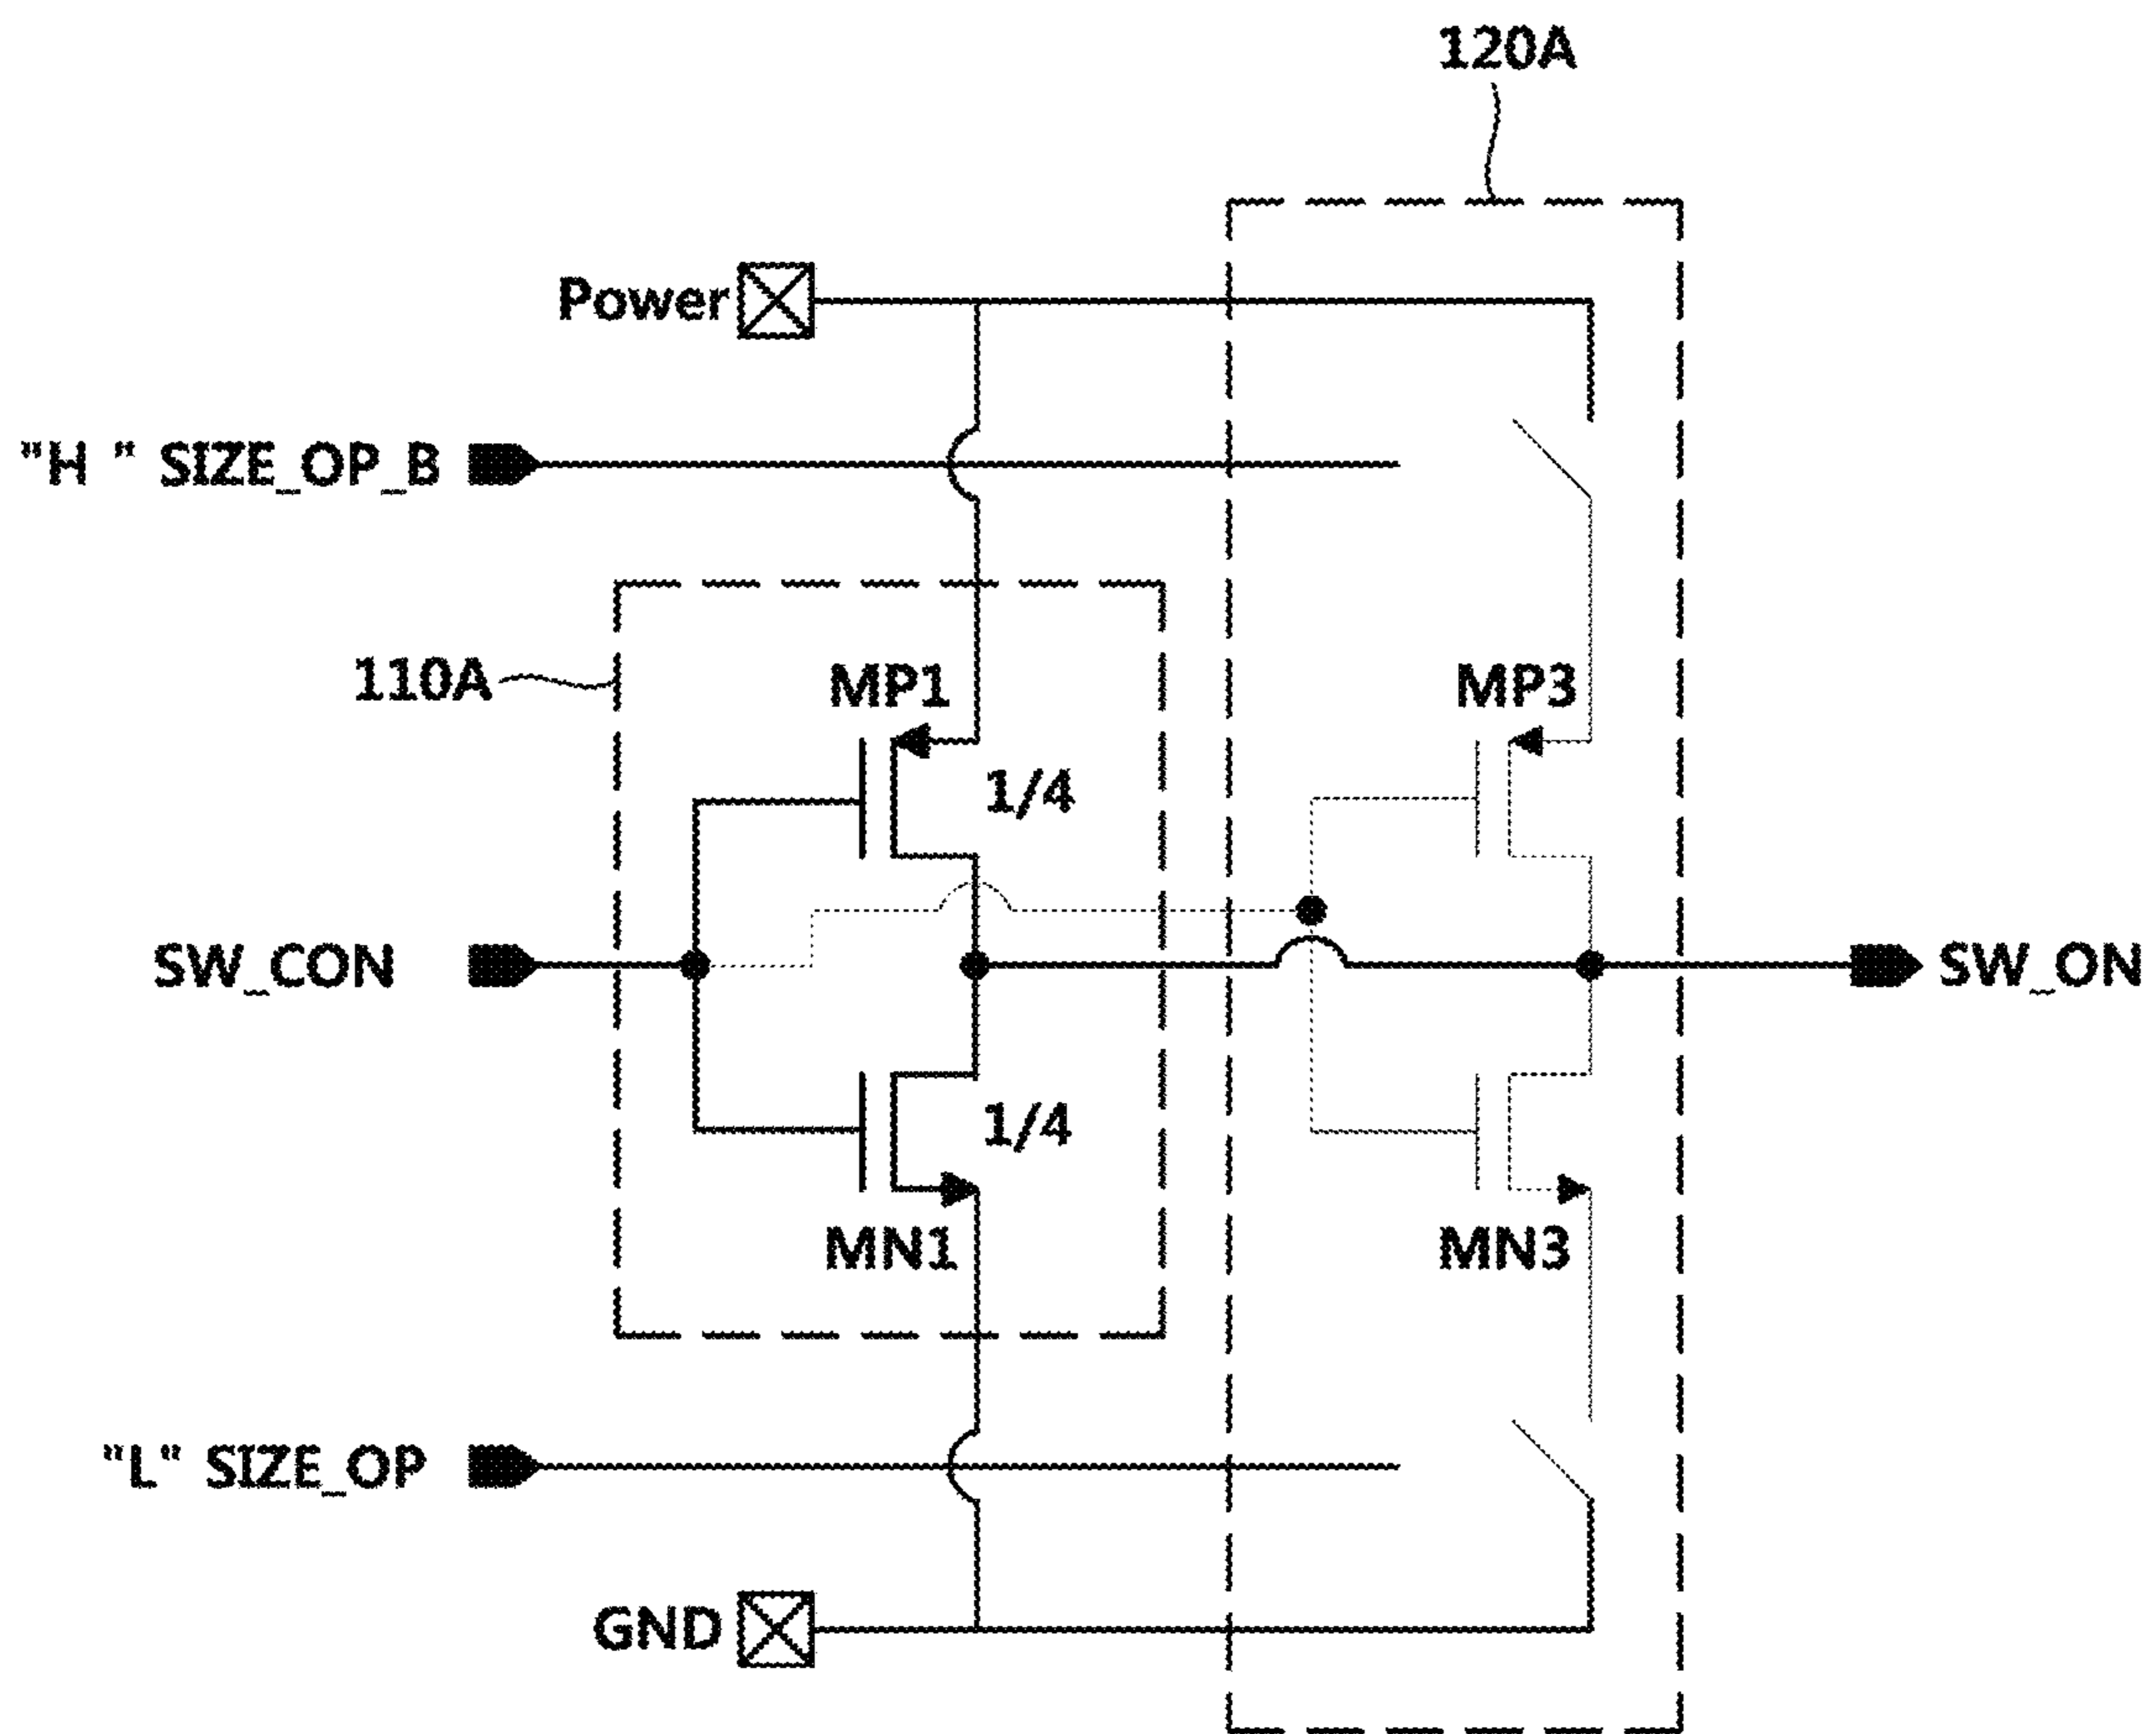 120A
Power
"H " SIZE_OP_B
110A
MP1
MP3
1/4
SW_CON
SW_ON
1/4
MN1
MN3
"L" SIZE_OP
GND